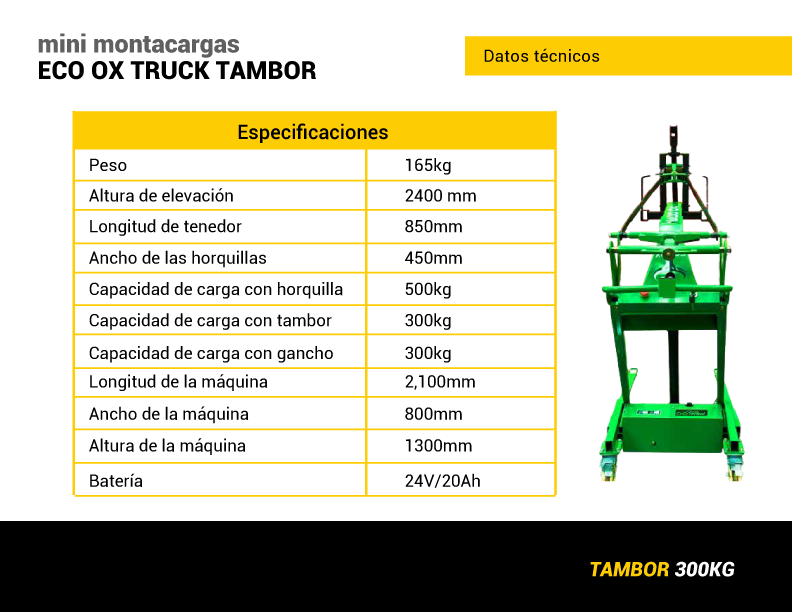 mini montacargas
ECO OX TRUCK TAMBOR
Datos técnicos
Especificaciones
Peso 165kg
Altura de elevación 2400 mm
Longitud de tenedor 850mm
Ancho de las horquillas 450mm
Capacidad de carga con horquilla 500kg
Capacidad de carga con tambor 300kg
Capacidad de carga con gancho 300kg
Longitud de la máquina 2,100mm
Ancho de la máquina 800mm
Altura de la máquina 1300mm
Batería 24V/20Ah
TAMBOR 300KG